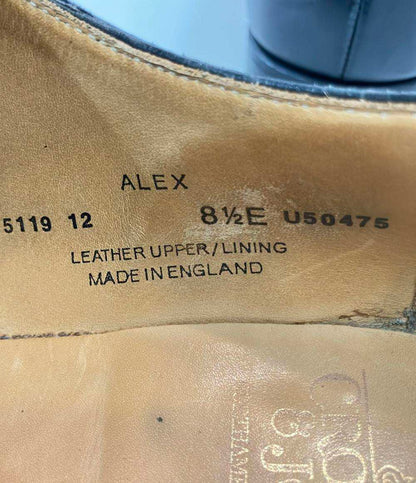 ALEX
5119 12 8½E U50475
LEATHER UPPER/LINING
MADE IN ENGLAND